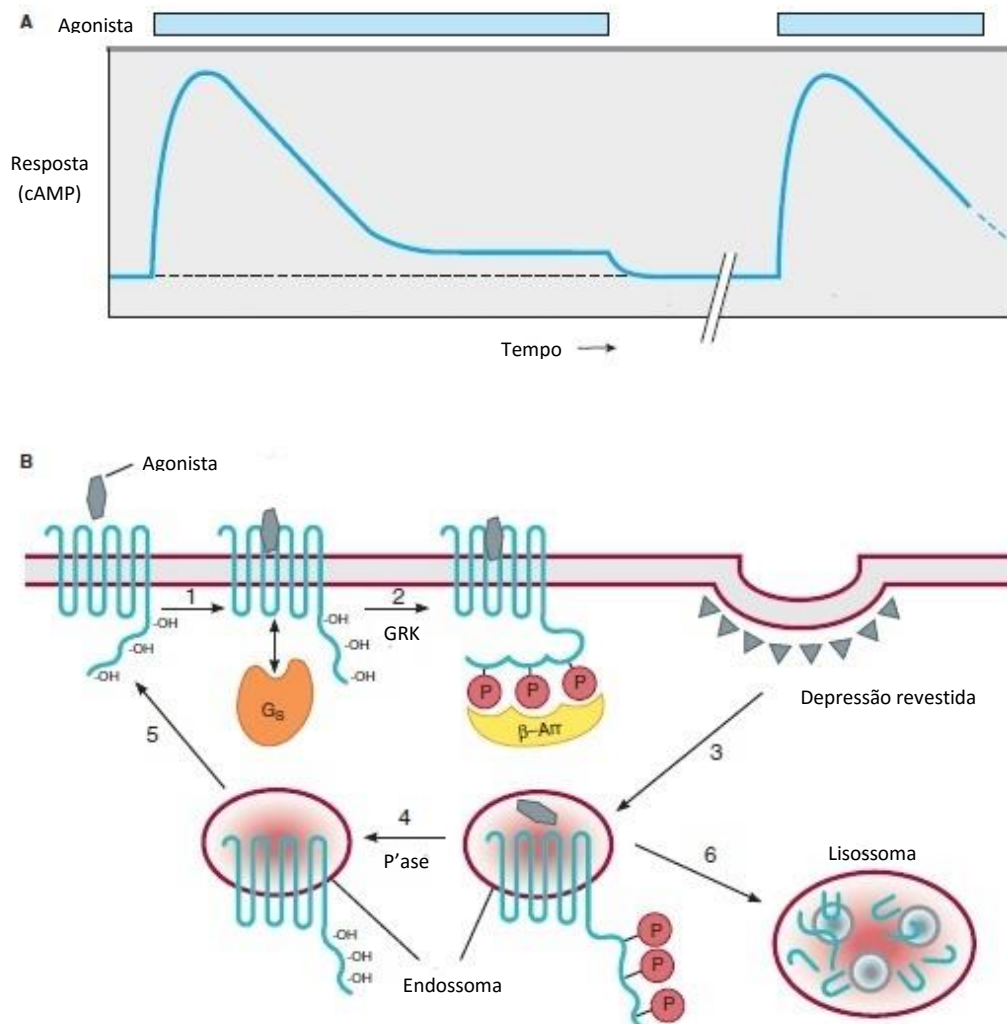 A
Agonista
Resposta
(cAMP)
Tempo
B
Agonista
1
2
GRK
-OH
-OH
-OH
-OH
-OH
-OH
Gs
P
P
P
β–Arr
Depressão revestida
3
5
4
P'ase
6
Lisossoma
-OH
-OH
-OH
Endossoma
P
P
P